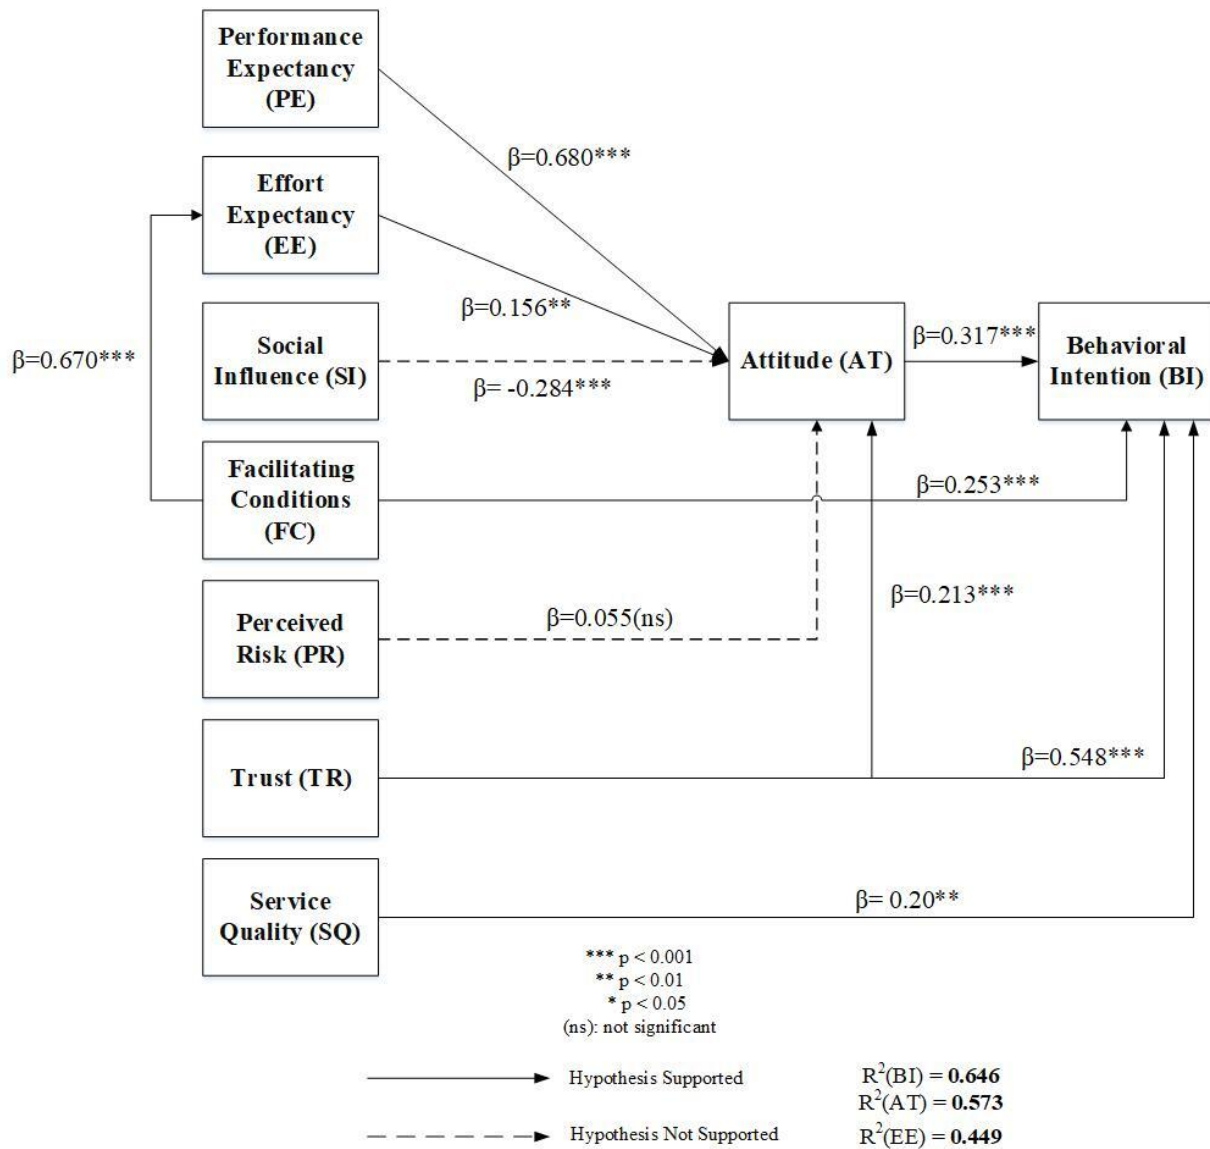 Performance
Expectancy
(PE)
β=0.680***
Effort
Expectancy
(EE)
β=0.156**
β=0.670***
Social
Influence (SI)
β= -0.284***
Attitude (AT)
β=0.317***
Behavioral
Intention (BI)
Facilitating
Conditions
(FC)
β=0.253***
Perceived
Risk (PR)
β=0.055(ns)
β=0.213***
Trust (TR)
β=0.548***
Service
Quality (SQ)
β= 0.20**
*** p < 0.001
** p < 0.01
* p < 0.05
(ns): not significant
Hypothesis Supported
Hypothesis Not Supported
R²(BI) = 0.646
R²(AT) = 0.573
R²(EE) = 0.449